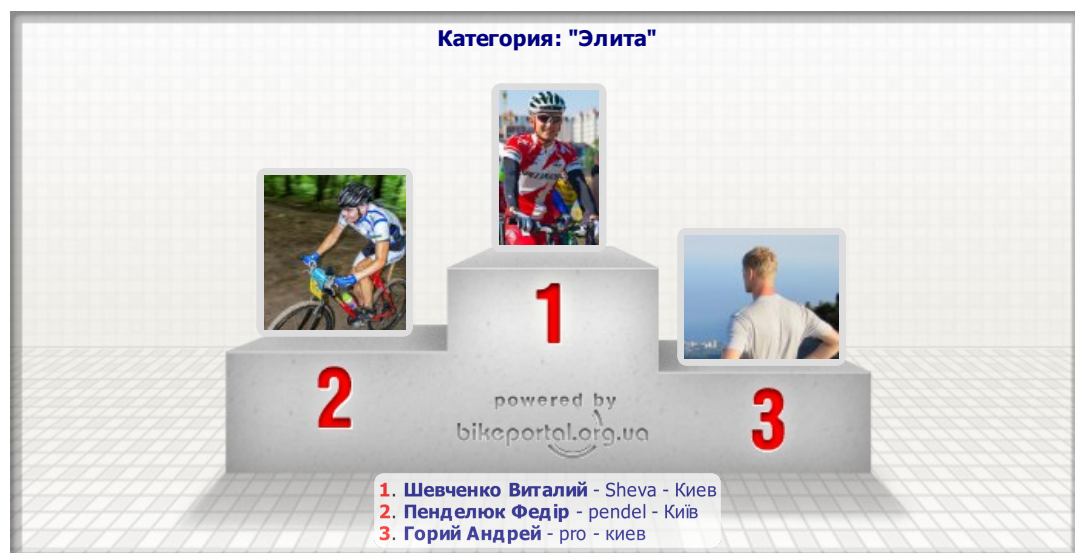 Категория: "Элита"
1
2
3
powered by
bikeportal.org.ua
1. Шевченко Виталий - Sheva - Киев
2. Пенделюк Федір - pendel - Київ
3. Горий Андрей - pro - киев